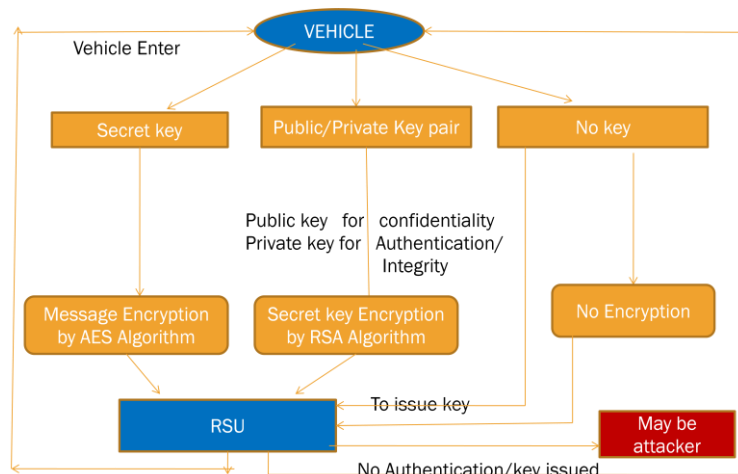 VEHICLE
Vehicle Enter
Secret key
Public/Private Key pair
No key
Public key for confidentiality
Private key for Authentication/
Integrity
Message Encryption
by AES Algorithm
Secret key Encryption
by RSA Algorithm
No Encryption
To issue key
RSU
May be
attacker
No Authentication/key issued